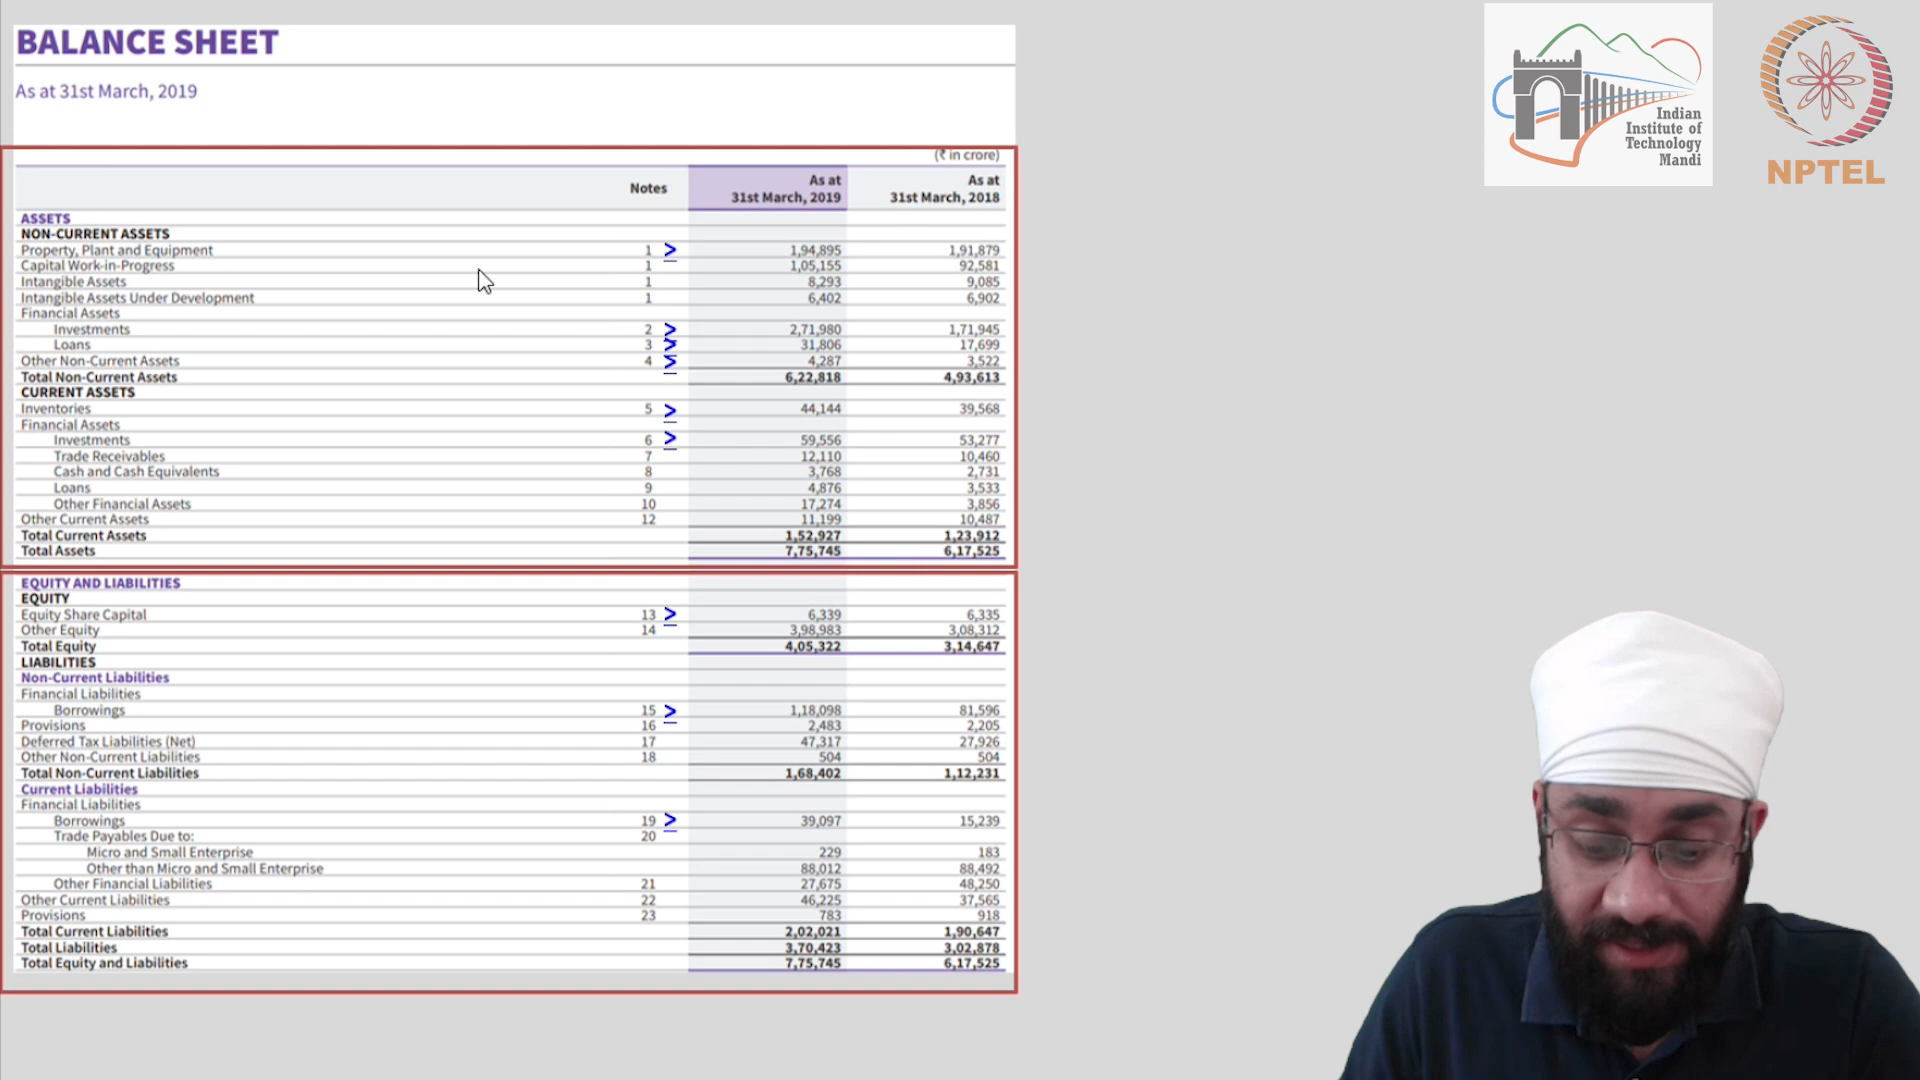 BALANCE SHEET
As at 31st March, 2019
(₹ in crore)
Notes As at 31st March, 2019 As at 31st March, 2018
ASSETS
NON-CURRENT ASSETS
Property, Plant and Equipment 1 > 1,94,895 1,91,879
Capital Work-in-Progress 1 1,05,155 92,581
Intangible Assets 1 8,293 9,085
Intangible Assets Under Development 1 6,402 6,902
Financial Assets
Investments 2 > 2,71,980 1,71,945
Loans 3 > 31,806 17,699
Other Non-Current Assets 4 > 4,287 3,522
Total Non-Current Assets 6,22,818 4,93,613
CURRENT ASSETS
Inventories 5 > 44,144 39,568
Financial Assets
Investments 6 > 59,556 53,277
Trade Receivables 7 12,110 10,460
Cash and Cash Equivalents 8 3,768 2,731
Loans 9 4,876 3,533
Other Financial Assets 10 17,274 3,856
Other Current Assets 12 11,199 10,487
Total Current Assets 1,52,927 1,23,912
Total Assets 7,75,745 6,17,525
EQUITY AND LIABILITIES
EQUITY
Equity Share Capital 13 > 6,339 6,335
Other Equity 14 3,98,983 3,08,312
Total Equity 4,05,322 3,14,647
LIABILITIES
Non-Current Liabilities
Financial Liabilities
Borrowings 15 > 1,18,098 81,596
Provisions 16 2,483 2,205
Deferred Tax Liabilities (Net) 17 47,317 27,926
Other Non-Current Liabilities 18 504 504
Total Non-Current Liabilities 1,68,402 1,12,231
Current Liabilities
Financial Liabilities
Borrowings 19 > 39,097 15,239
Trade Payables Due to: 20
Micro and Small Enterprise 229 183
Other than Micro and Small Enterprise 88,012 88,492
Other Financial Liabilities 21 27,675 48,250
Other Current Liabilities 22 46,225 37,565
Provisions 23 783 918
Total Current Liabilities 2,02,021 1,90,647
Total Liabilities 3,70,423 3,02,878
Total Equity and Liabilities 7,75,745 6,17,525
Indian
Institute of
Technology
Mandi
NPTEL